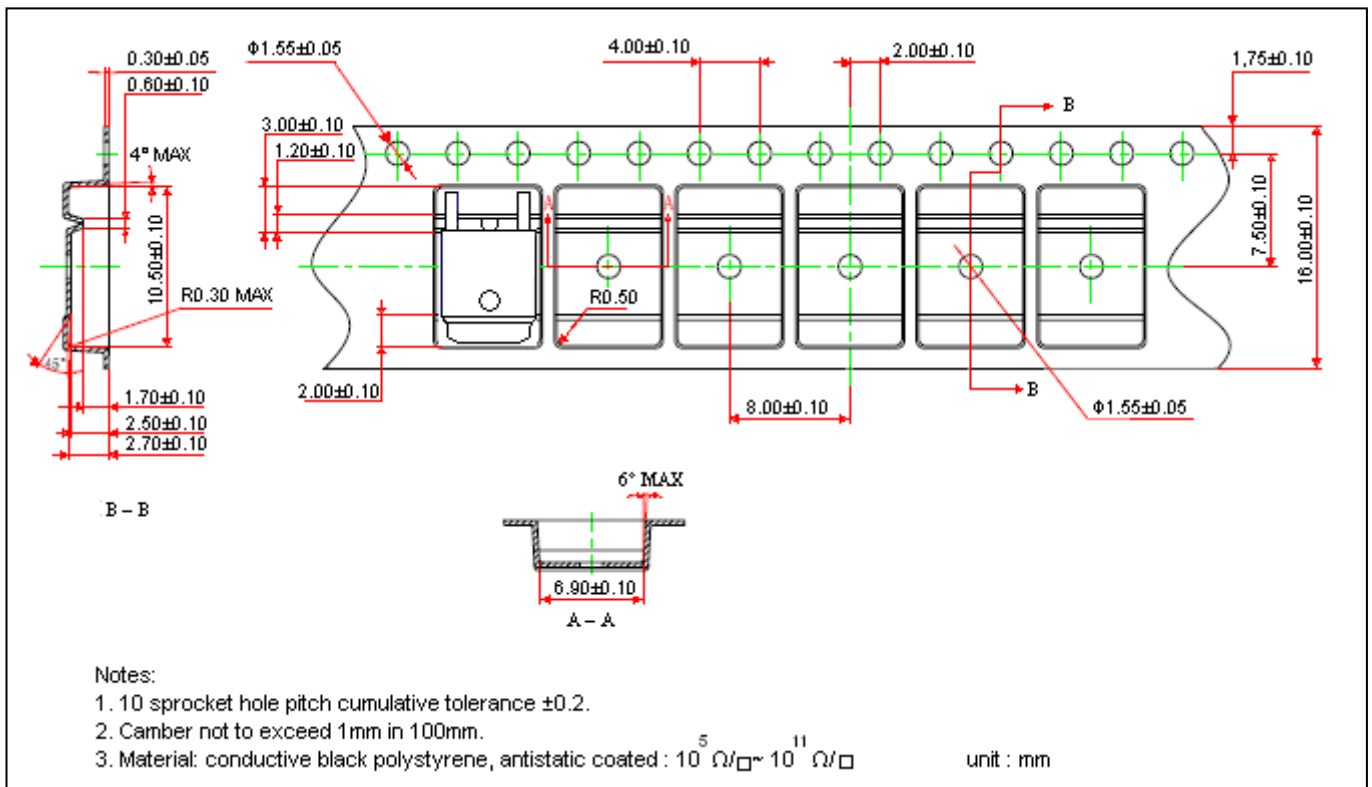 0.30±0.05
0.60±0.10
Φ1.55±0.05
4.00±0.10
2.00±0.10
1,75±0.10
B
3.00±0.10
1.20±0.10
4° MAX
A
A
10.50±0.10
7.50±0.10
16.00±0.10
R0.30 MAX
R0.50
45°
1.70±0.10
2.50±0.10
2.70±0.10
2.00±0.10
8.00±0.10
B
Φ1.55±0.05
B – B
6° MAX
6.90±0.10
A – A
Notes:
1. 10 sprocket hole pitch cumulative tolerance ±0.2.
2. Camber not to exceed 1mm in 100mm.
3. Material: conductive black polystyrene, antistatic coated : 10⁵ Ω/□~ 10¹¹ Ω/□ unit : mm